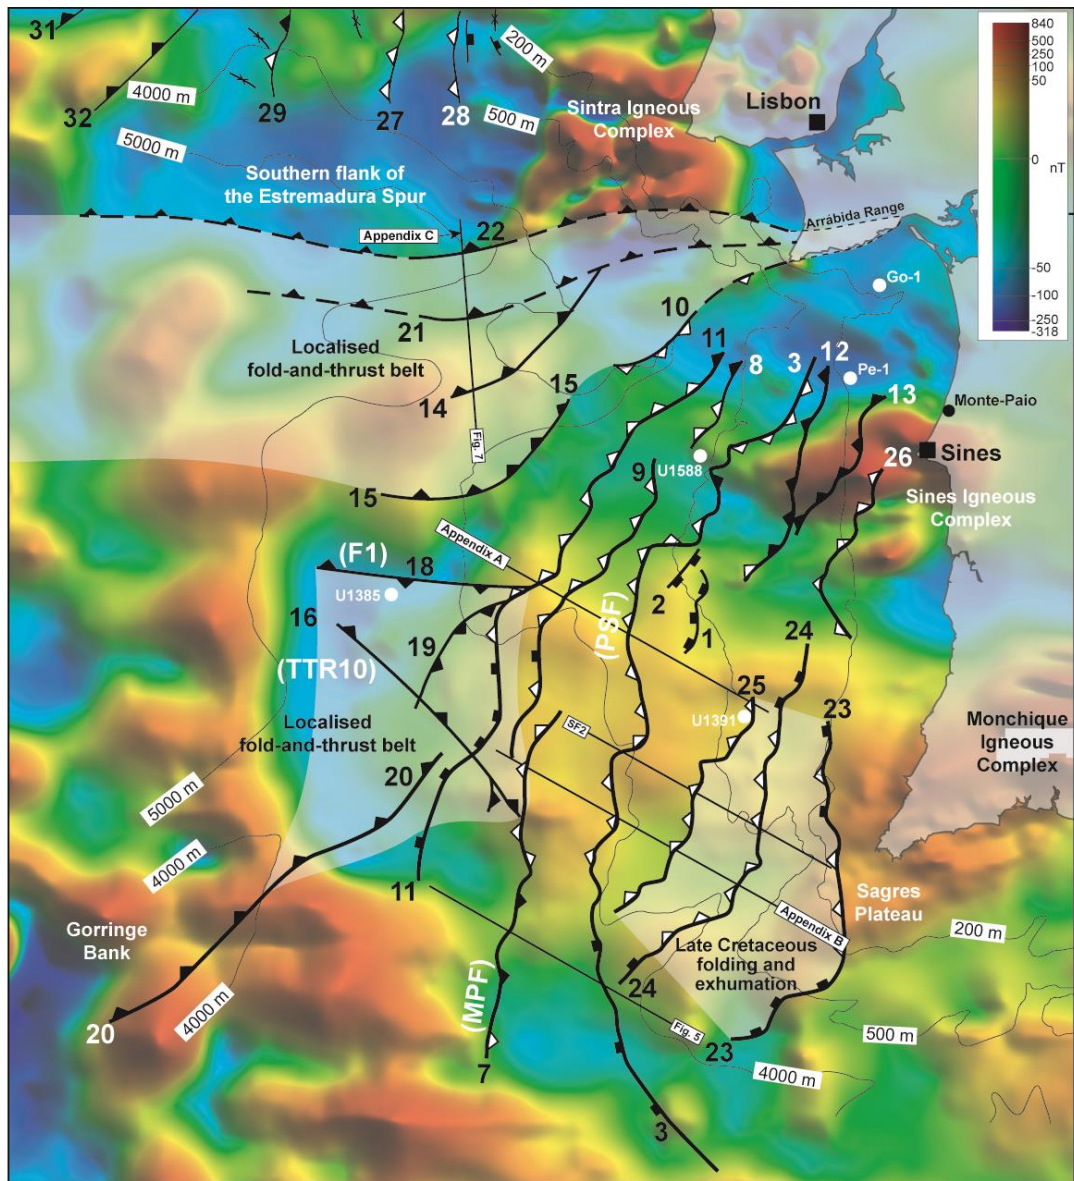 31
32
4000 m
29
27
28
200 m
500 m
5000 m
Sintra Igneous
Complex
Lisbon
840
500
250
100
50
0
nT
-50
-100
-250
-318
Southern flank of
the Estremadura Spur
Appendix C
22
Arrábida Range
Go-1
21
Localised
fold-and-thrust belt
10
11
8
3
12
Pe-1
13
Monte-Paio
14
15
Fig. 7
15
9
U1588
26
Sines
Sines Igneous
Complex
Appendix A
(F1)
18
U1385
16
19
(TTR10)
(PSF)
2
1
24
25
U1391
23
SF2
Localised
fold-and-thrust belt
20
Monchique
Igneous
Complex
5000 m
4000 m
11
Gorringe
Bank
4000 m
20
(MPF)
7
Sagres
Plateau
Appendix B
200 m
Late Cretaceous
folding and
exhumation
24
Fig. 5
23
500 m
4000 m
3